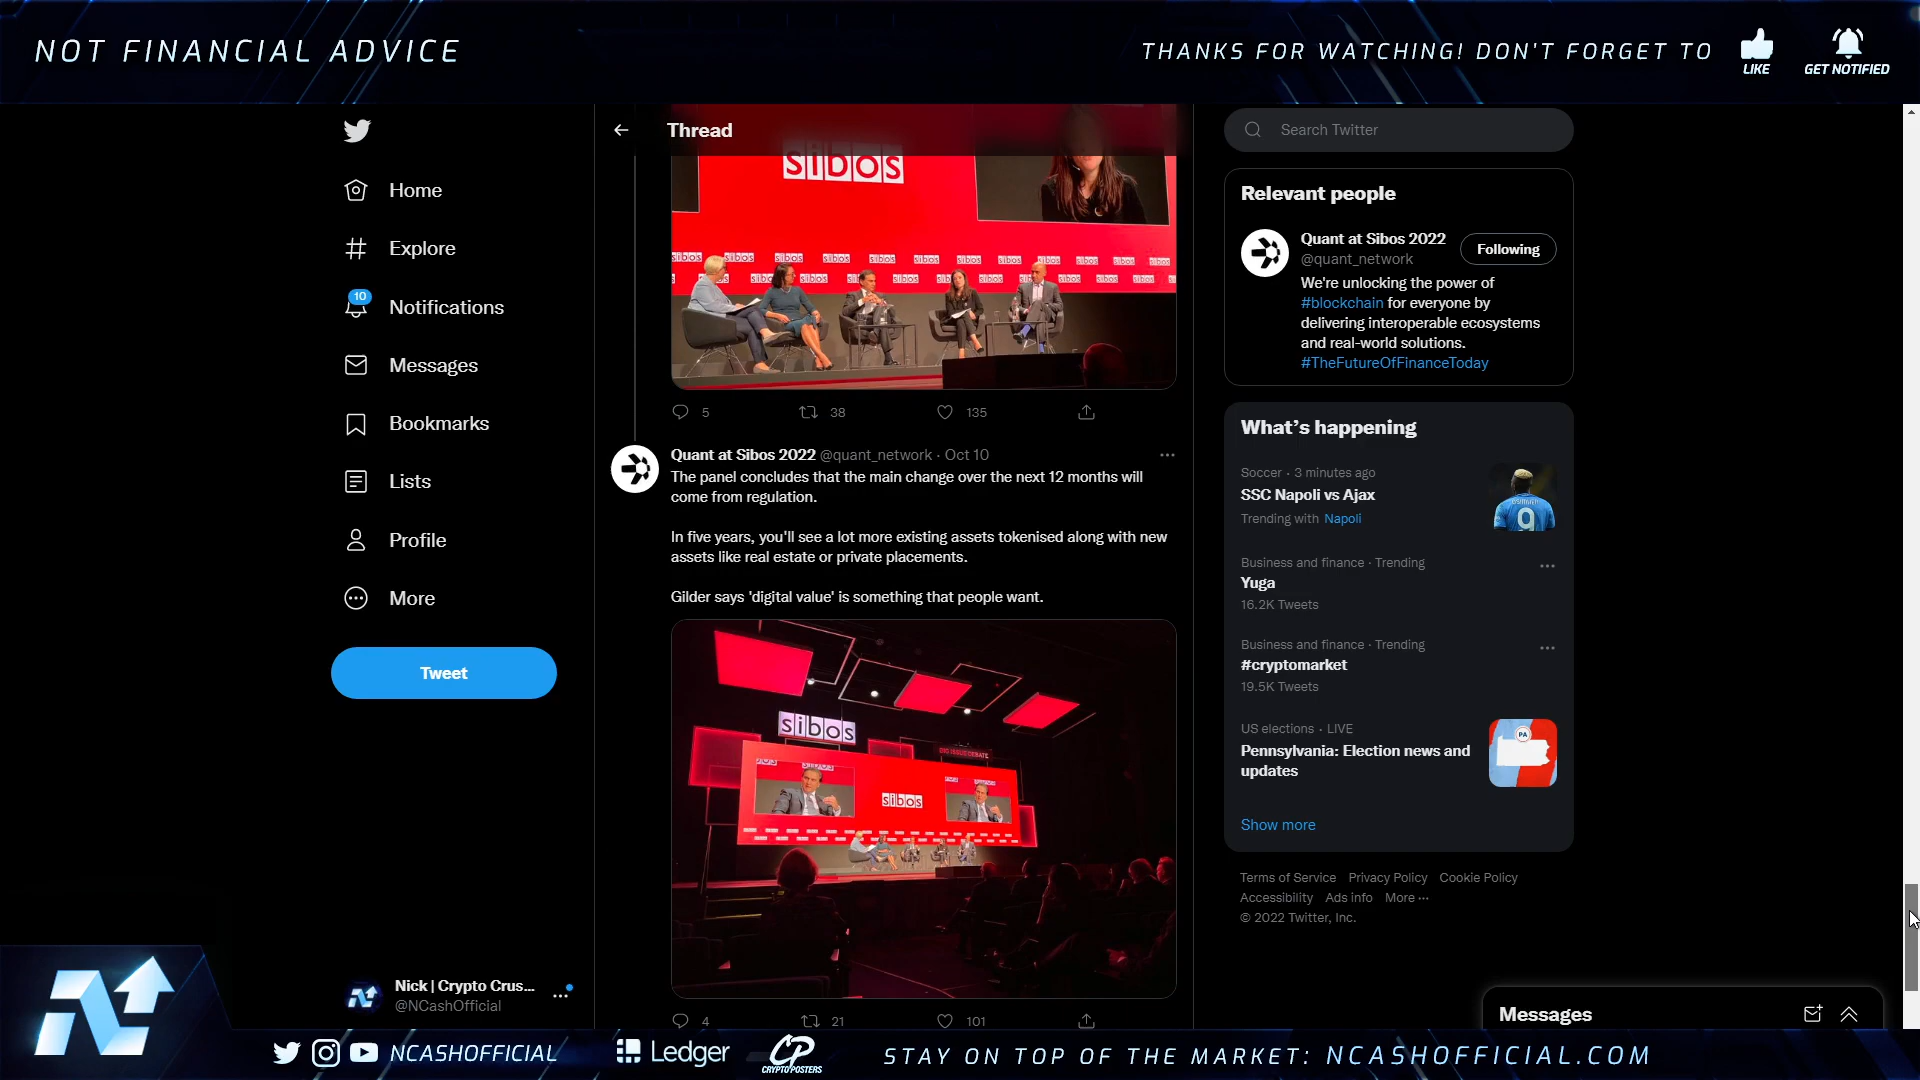 NOT FINANCIAL ADVICE
THANKS FOR WATCHING! DON'T FORGET TO
LIKE
GET NOTIFIED
Home
Explore
10
Notifications
Messages
Bookmarks
Lists
Profile
More
Tweet
Nick | Crypto Crus...
@NCashOfficial
Thread
sibos
5
38
135
Quant at Sibos 2022 @quant_network · Oct 10
The panel concludes that the main change over the next 12 months will
come from regulation.
In five years, you'll see a lot more existing assets tokenised along with new
assets like real estate or private placements.
Gilder says 'digital value' is something that people want.
sibos
BIG ISSUE DEBATE
sibos
4
21
101
Search Twitter
Relevant people
Quant at Sibos 2022
@quant_network
Following
We're unlocking the power of
#blockchain for everyone by
delivering interoperable ecosystems
and real-world solutions.
#TheFutureOfFinanceToday
What's happening
Soccer · 3 minutes ago
SSC Napoli vs Ajax
Trending with Napoli
9
Business and finance · Trending
Yuga
16.2K Tweets
Business and finance · Trending
#cryptomarket
19.5K Tweets
US elections · LIVE
Pennsylvania: Election news and
updates
PA
Show more
Terms of Service Privacy Policy Cookie Policy
Accessibility Ads info More ...
© 2022 Twitter, Inc.
Messages
NCASHOFFICIAL
Ledger
CP
CRYPTOPOSTERS
STAY ON TOP OF THE MARKET: NCASHOFFICIAL.COM